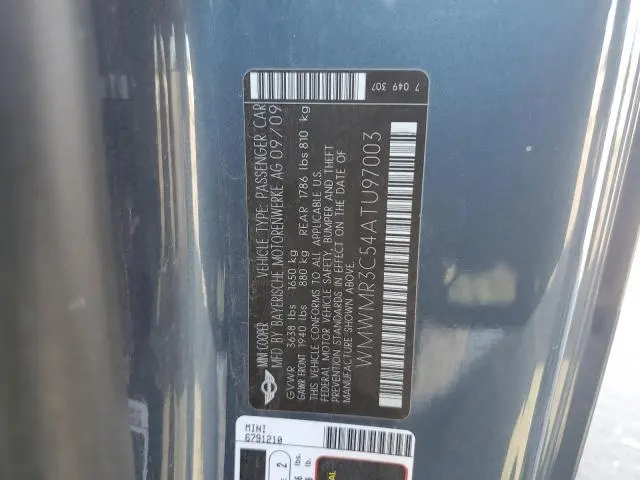 MINI COOPER VEHICLE TYPE: PASSENGER CAR
MFD BY BAYERISCHE MOTORENWERKE AG 09/09
GVWR 3638 lbs 1650 kg
GAWR FRONT 1940 lbs 880 kg REAR 1786 lbs 810 kg
THIS VEHICLE CONFORMS TO ALL APPLICABLE U.S.
FEDERAL MOTOR VEHICLE SAFETY, BUMPER AND THEFT
PREVENTION STANDARDS IN EFFECT ON THE DATE OF
MANUFACTURE SHOWN ABOVE.
WMWMR3C54ATU97003
7 049 307
MINI
6791210
2
lbs.
lb.